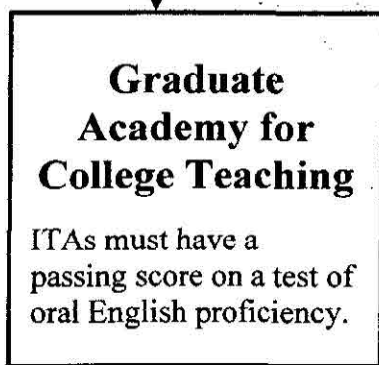 Graduate
Academy for
College Teaching
ITAs must have a
passing score on a test of
oral English proficiency.